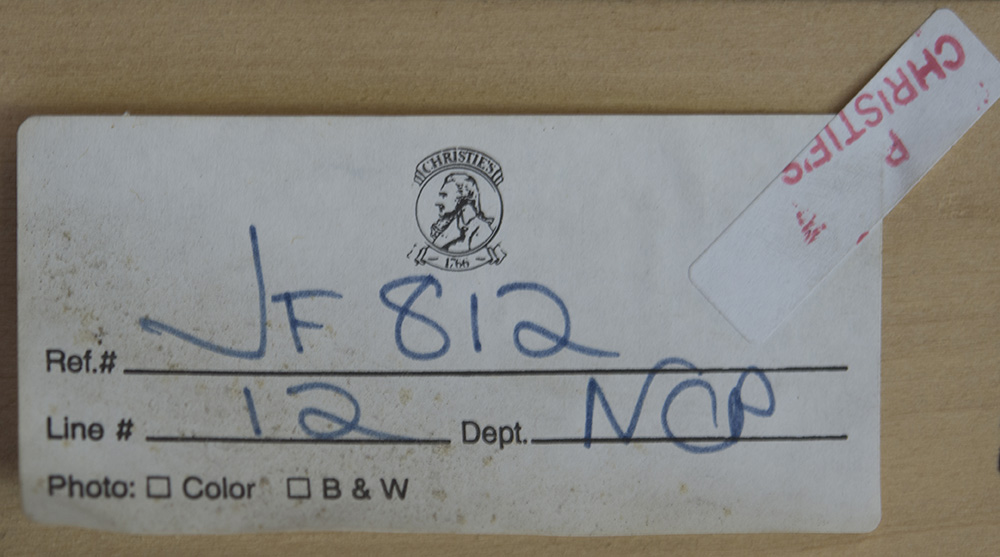 CHRISTIE'S
1766
Ref.# JF 812
Line # 12 Dept. NCP
Photo: ☐ Color ☐ B & W
CHRISTIE'S
P